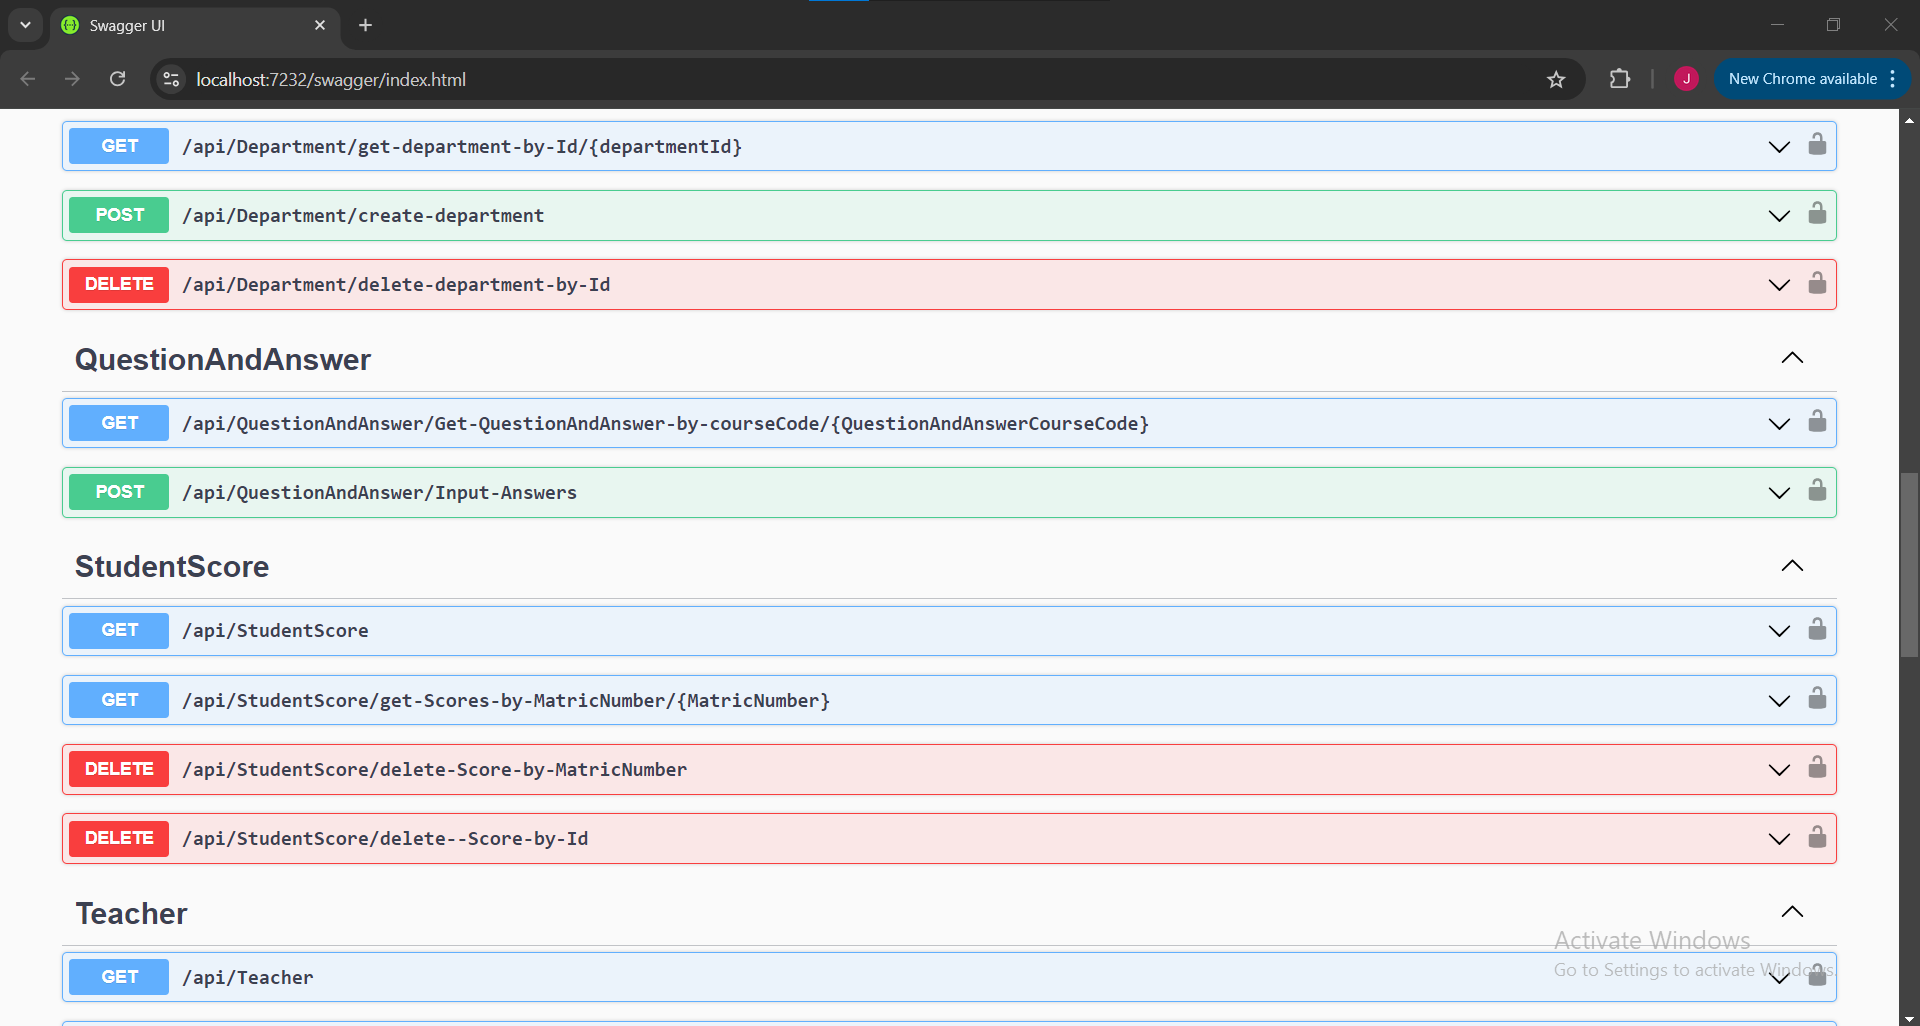 Swagger UI
localhost:7232/swagger/index.html
J
New Chrome available
GET /api/Department/get-department-by-Id/{departmentId}
POST /api/Department/create-department
DELETE /api/Department/delete-department-by-Id
QuestionAndAnswer
GET /api/QuestionAndAnswer/Get-QuestionAndAnswer-by-courseCode/{QuestionAndAnswerCourseCode}
POST /api/QuestionAndAnswer/Input-Answers
StudentScore
GET /api/StudentScore
GET /api/StudentScore/get-Scores-by-MatricNumber/{MatricNumber}
DELETE /api/StudentScore/delete-Score-by-MatricNumber
DELETE /api/StudentScore/delete--Score-by-Id
Teacher
Activate Windows
Go to Settings to activate Windows.
GET /api/Teacher